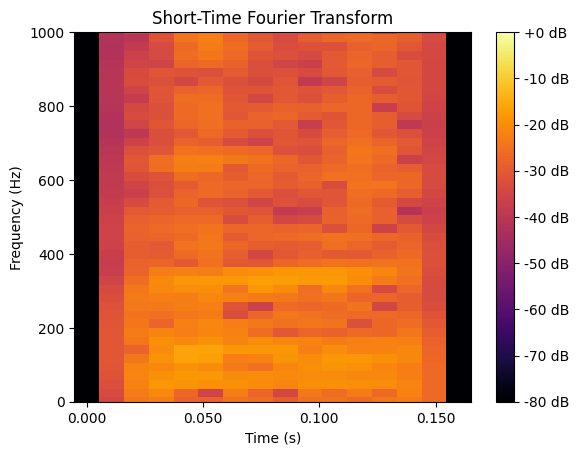 Short-Time Fourier Transform
1000
800
600
400
200
0
Frequency (Hz)
0.000
0.050
0.100
0.150
Time (s)
+0 dB
-10 dB
-20 dB
-30 dB
-40 dB
-50 dB
-60 dB
-70 dB
-80 dB